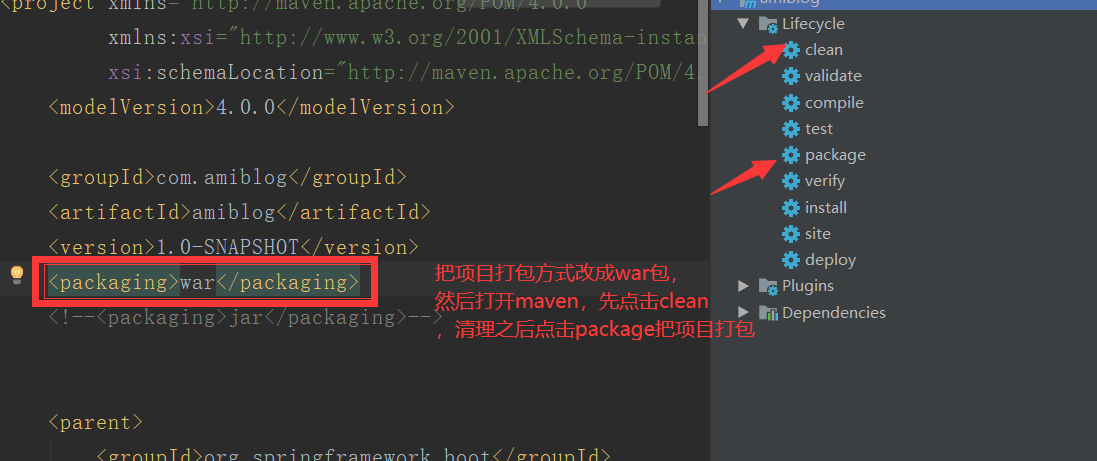 <project xmlns="http://maven.apache.org/POM/4.0.0"
xmlns:xsi="http://www.w3.org/2001/XMLSchema-instan
xsi:schemaLocation="http://maven.apache.org/POM/4.
<modelVersion>4.0.0</modelVersion>
<groupId>com.amiblog</groupId>
<artifactId>amiblog</artifactId>
<version>1.0-SNAPSHOT</version>
<packaging>war</packaging>
<!--<packaging>jar</packaging>-->
<parent>
<groupId>org.springframework.boot</groupId>
把项目打包方式改成war包，
然后打开maven，先点击clean
，清理之后点击package把项目打包
amiblog
Lifecycle
clean
validate
compile
test
package
verify
install
site
deploy
Plugins
Dependencies